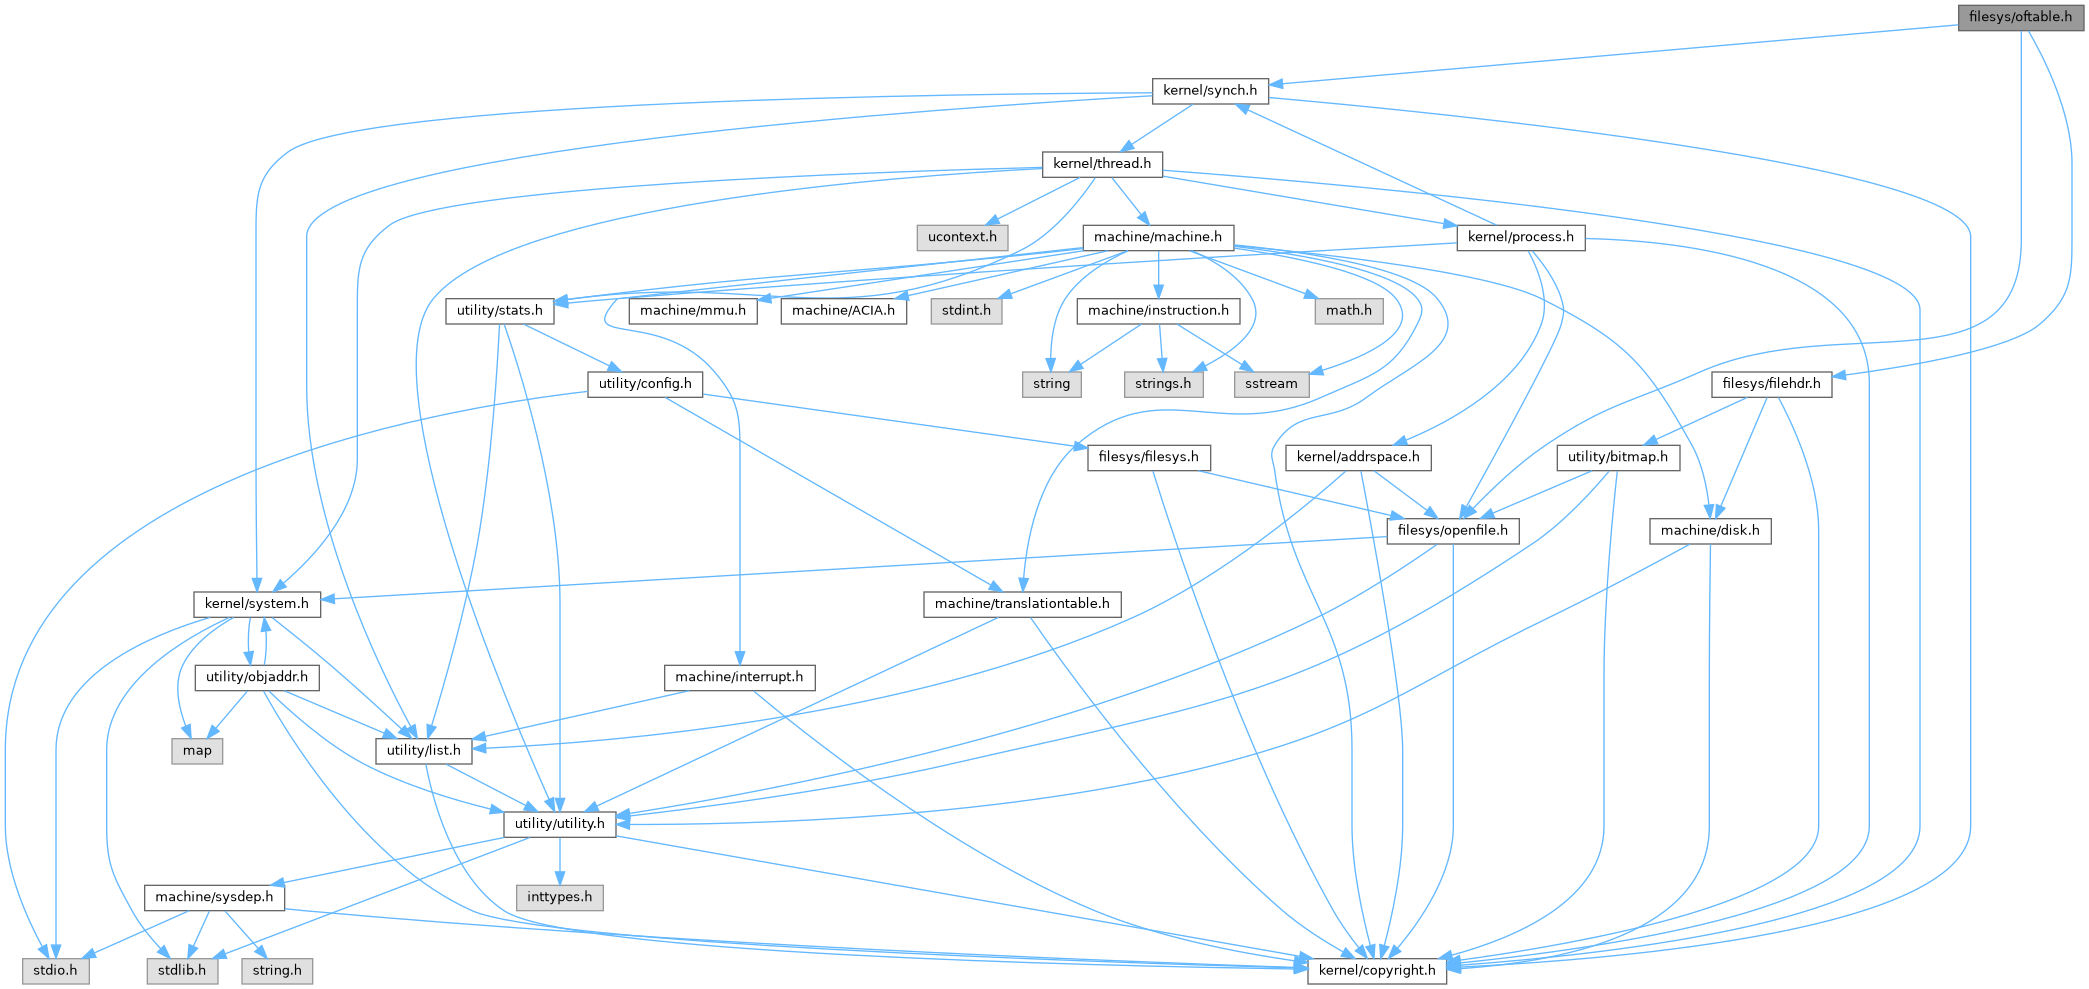 filesys/oftable.h
kernel/synch.h
kernel/thread.h
ucontext.h
machine/machine.h
kernel/process.h
utility/stats.h
machine/mmu.h
machine/ACIA.h
stdint.h
machine/instruction.h
math.h
utility/config.h
string
strings.h
sstream
filesys/filehdr.h
filesys/filesys.h
kernel/addrspace.h
utility/bitmap.h
filesys/openfile.h
machine/disk.h
kernel/system.h
machine/translationtable.h
utility/objaddr.h
machine/interrupt.h
map
utility/list.h
utility/utility.h
machine/sysdep.h
inttypes.h
stdio.h
stdlib.h
string.h
kernel/copyright.h